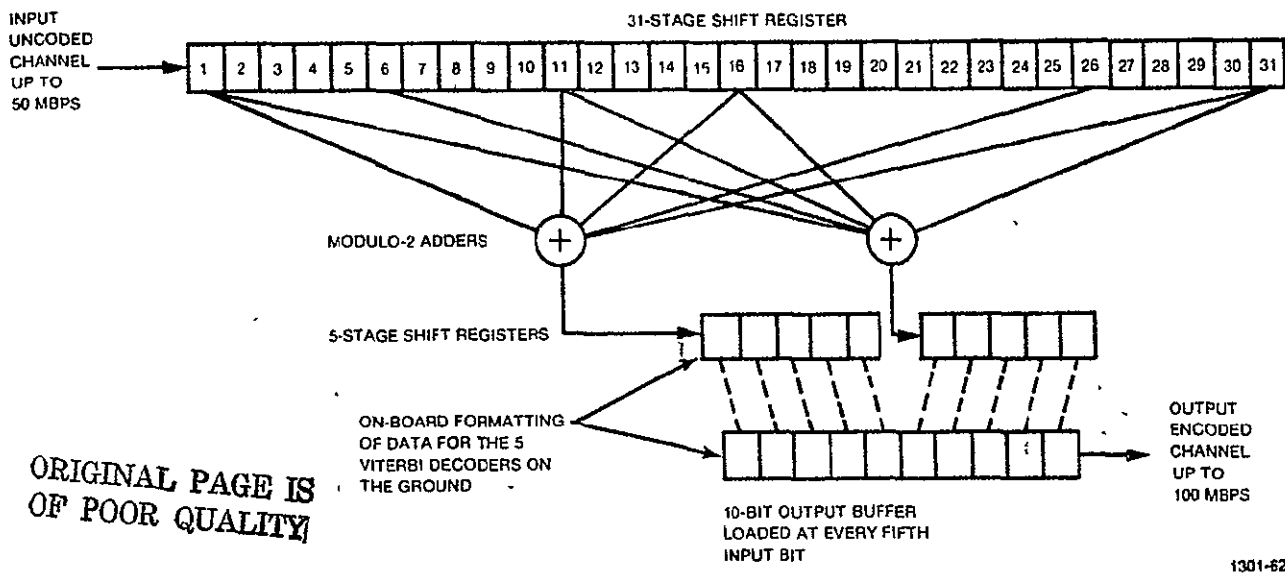 INPUT
UNCODED
CHANNEL
UP TO
50 MBPS
31-STAGE SHIFT REGISTER
1 2 3 4 5 6 7 8 9 10 11 12 13 14 15 16 17 18 19 20 21 22 23 24 25 26 27 28 29 30 31
MODULO-2 ADDERS
+ +
5-STAGE SHIFT REGISTERS
ON-BOARD FORMATTING
OF DATA FOR THE 5
VITERBI DECODERS ON
THE GROUND
OUTPUT
ENCODED
CHANNEL
UP TO
100 MBPS
ORIGINAL PAGE IS
OF POOR QUALITY
10-BIT OUTPUT BUFFER
LOADED AT EVERY FIFTH
INPUT BIT
1301-82